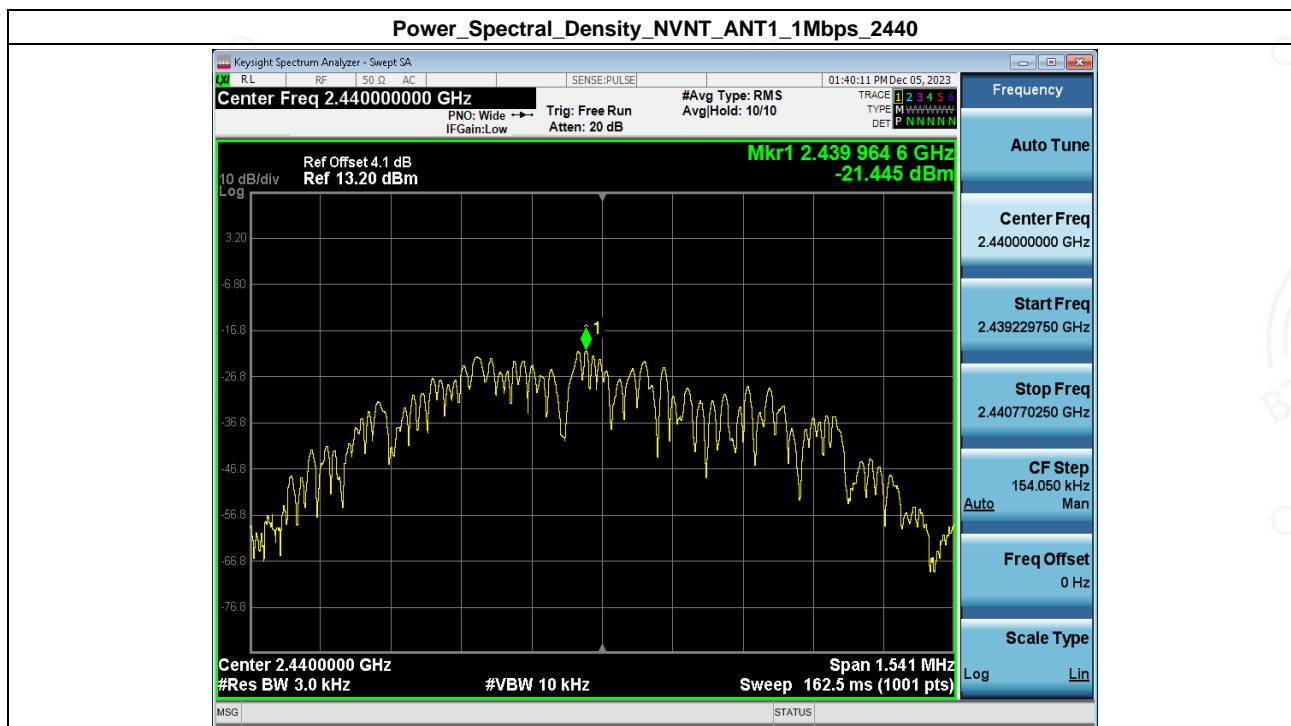 Power_Spectral_Density_NVNT_ANT1_1Mbps_2440
Keysight Spectrum Analyzer - Swept SA
LXI RL RF 50 Ω AC SENSE:PULSE 01:40:11 PM Dec 05, 2023
Center Freq 2.440000000 GHz
PNO: Wide
IFGain:Low
Trig: Free Run
Atten: 20 dB
#Avg Type: RMS
Avg|Hold: 10/10
TRACE 1 2 3 4 5 6
TYPE M WWWWW
DET P N N N N N
Ref Offset 4.1 dB
10 dB/div Ref 13.20 dBm
Log
Mkr1 2.439 964 6 GHz
-21.445 dBm
3.20
-6.80
-16.8
-26.8
-36.8
-46.8
-56.8
-66.8
-76.8
1
Center 2.4400000 GHz Span 1.541 MHz
#Res BW 3.0 kHz #VBW 10 kHz Sweep 162.5 ms (1001 pts)
MSG STATUS
Frequency
Auto Tune
Center Freq
2.440000000 GHz
Start Freq
2.439229750 GHz
Stop Freq
2.440770250 GHz
CF Step
154.050 kHz
Auto Man
Freq Offset
0 Hz
Scale Type
Log Lin